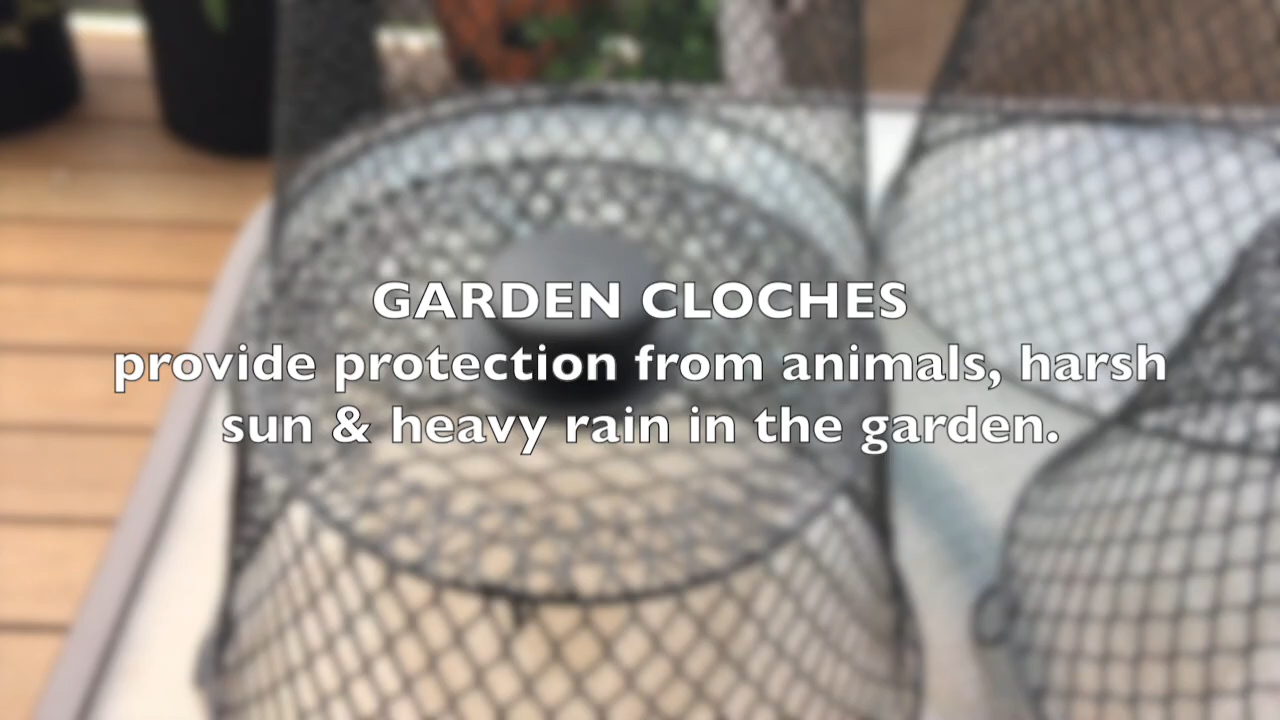 GARDEN CLOCHES
provide protection from animals, harsh
sun & heavy rain in the garden.